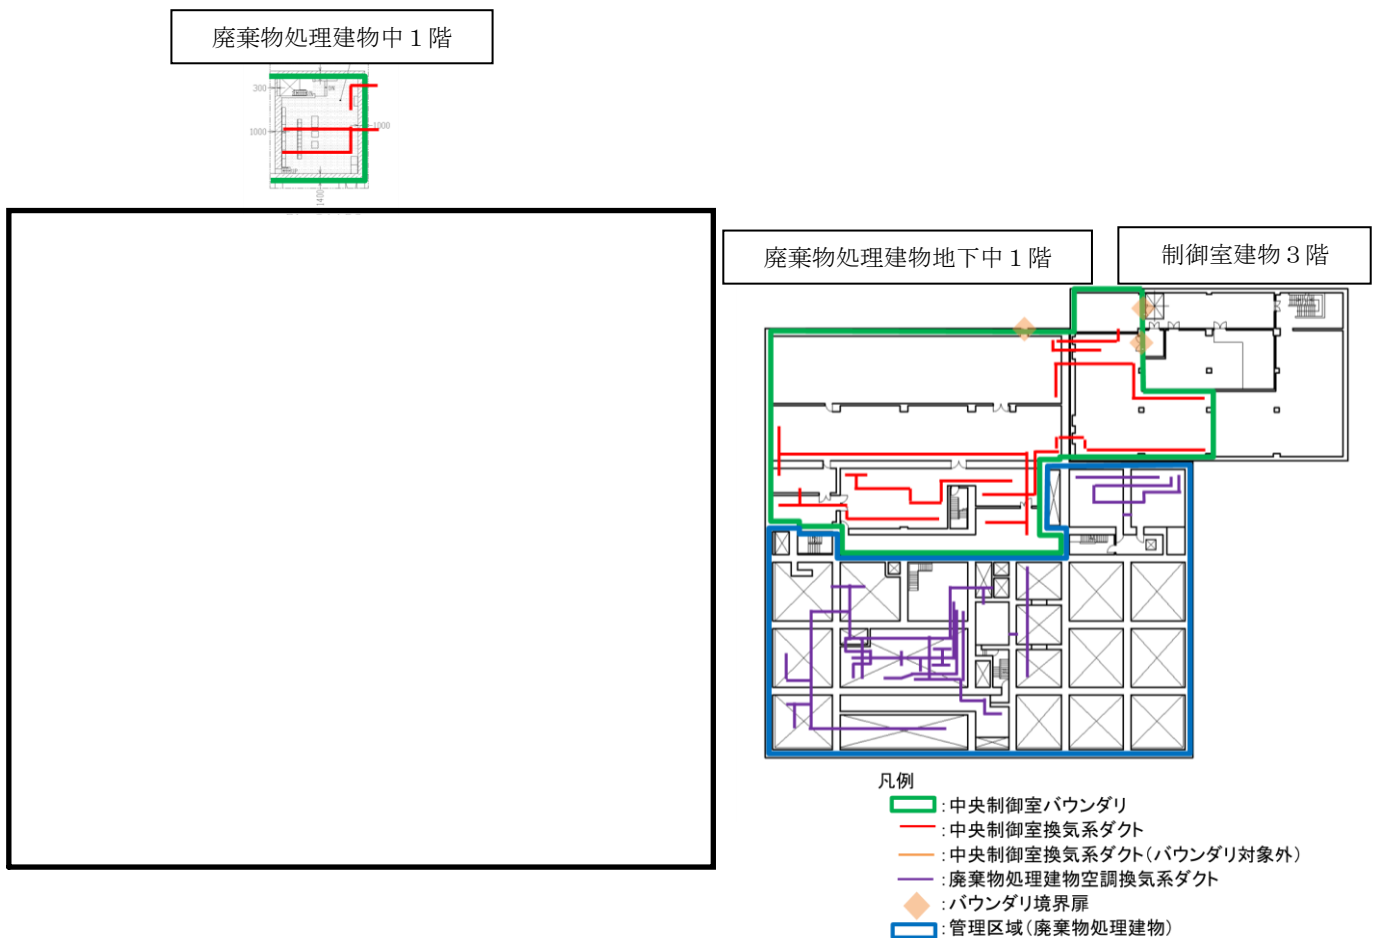 廃棄物処理建物中１階
300
1000
1000
1400
廃棄物処理建物地下中１階
制御室建物３階
凡例
：中央制御室バウンダリ
：中央制御室換気系ダクト
：中央制御室換気系ダクト（バウンダリ対象外）
：廃棄物処理建物空調換気系ダクト
：バウンダリ境界扉
：管理区域（廃棄物処理建物）